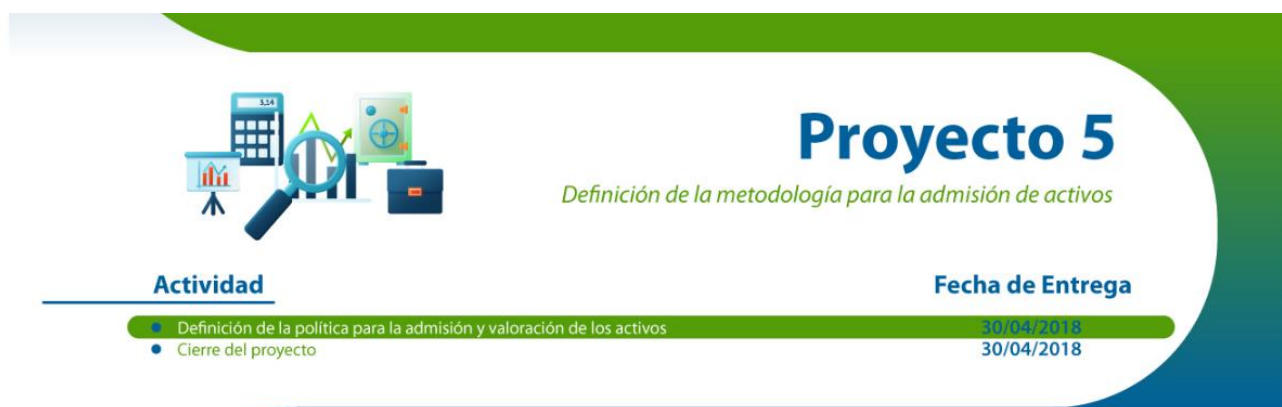 3,14
Proyecto 5
Definición de la metodología para la admisión de activos
Actividad Fecha de Entrega
Definición de la política para la admisión y valoración de los activos 30/04/2018
Cierre del proyecto 30/04/2018